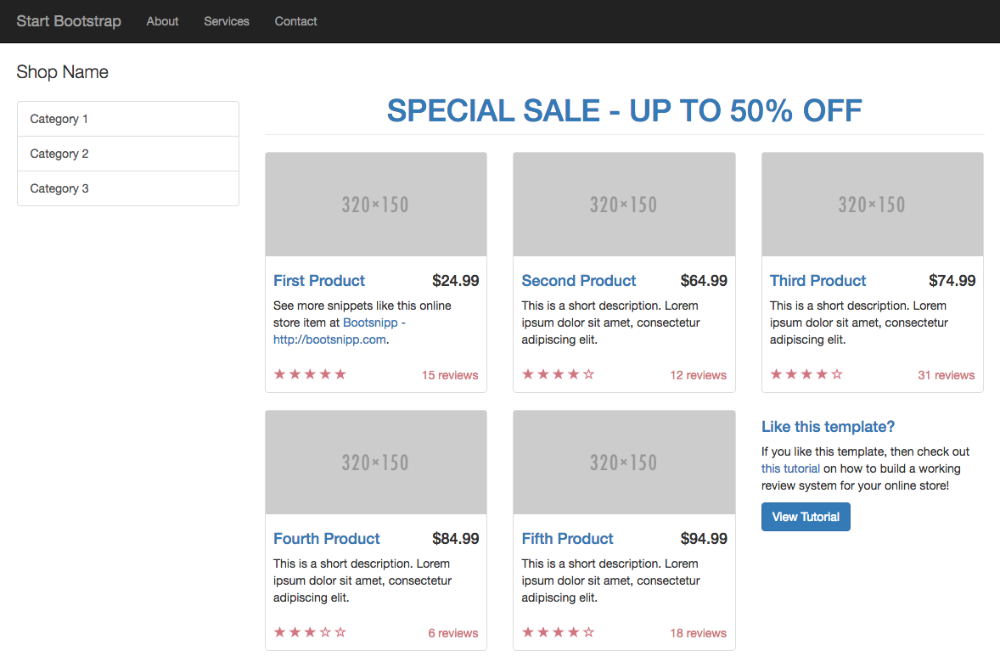 Start Bootstrap About Services Contact
Shop Name
Category 1
Category 2
Category 3
SPECIAL SALE - UP TO 50% OFF
320×150
First Product $24.99
See more snippets like this online
store item at Bootsnipp -
http://bootsnipp.com.
15 reviews
320×150
Second Product $64.99
This is a short description. Lorem
ipsum dolor sit amet, consectetur
adipiscing elit.
12 reviews
320×150
Third Product $74.99
This is a short description. Lorem
ipsum dolor sit amet, consectetur
adipiscing elit.
31 reviews
320×150
Fourth Product $84.99
This is a short description. Lorem
ipsum dolor sit amet, consectetur
adipiscing elit.
6 reviews
320×150
Fifth Product $94.99
This is a short description. Lorem
ipsum dolor sit amet, consectetur
adipiscing elit.
18 reviews
Like this template?
If you like this template, then check out
this tutorial on how to build a working
review system for your online store!
View Tutorial